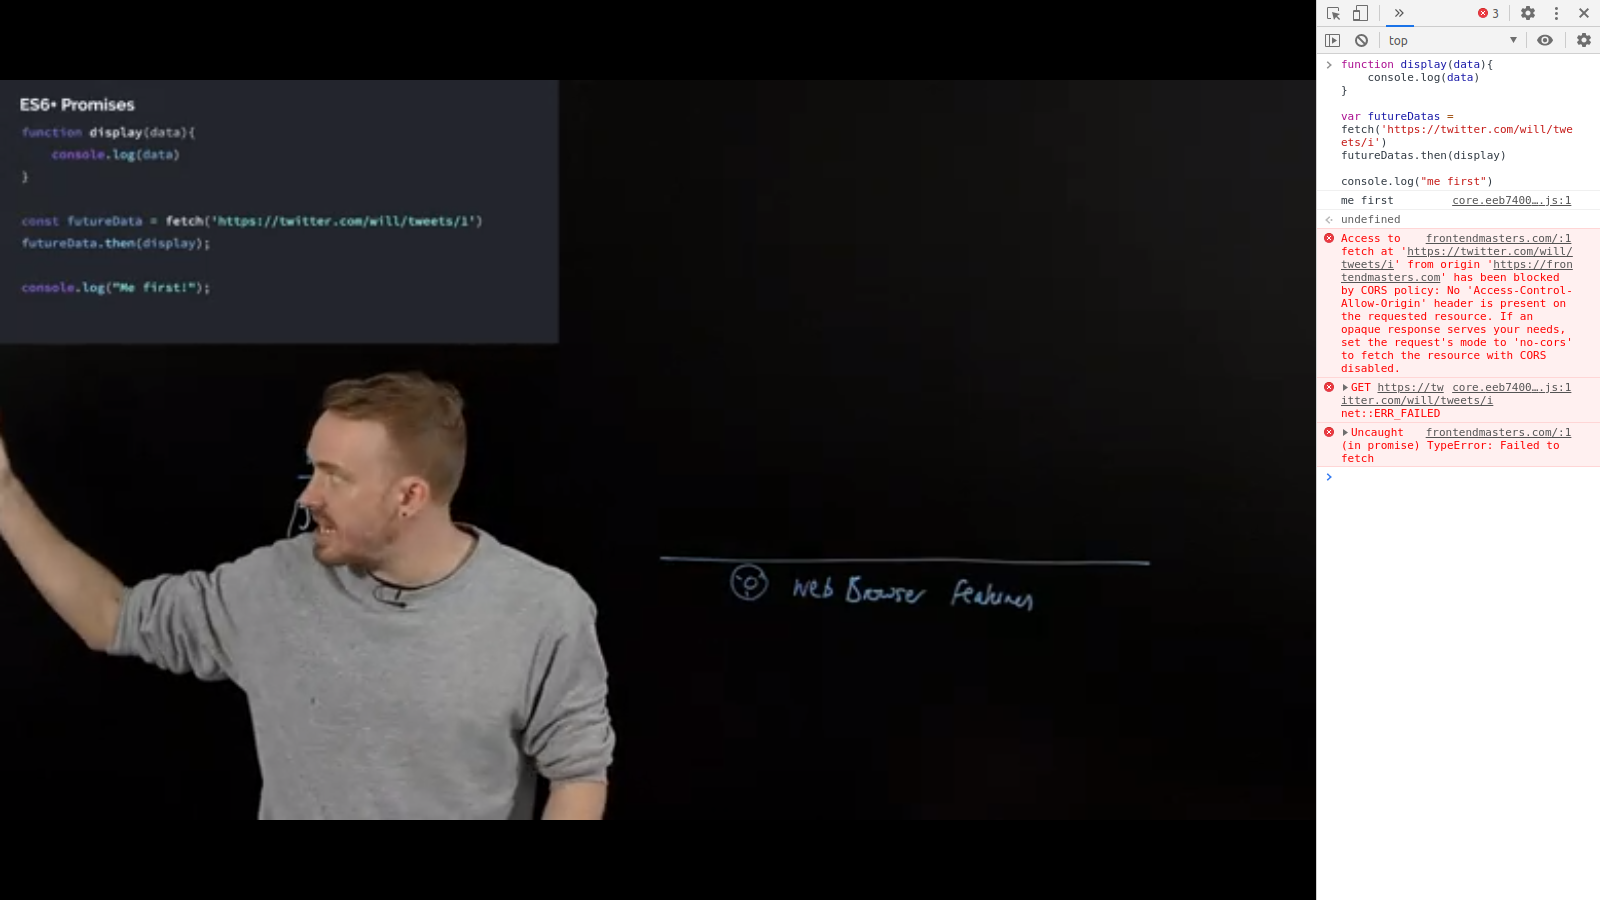 ES6+ Promises
function display(data){
console.log(data)
}
const futureData = fetch('https://twitter.com/will/tweets/1')
futureData.then(display);
console.log("Me first!");
Web Browser Features
3
top
function display(data){
console.log(data)
}
var futureDatas =
fetch('https://twitter.com/will/twe
ets/i')
futureDatas.then(display)
console.log("me first")
me first core.eeb7400….js:1
undefined
Access to frontendmasters.com/:1
fetch at 'https://twitter.com/will/
tweets/i' from origin 'https://fron
tendmasters.com' has been blocked
by CORS policy: No 'Access-Control-
Allow-Origin' header is present on
the requested resource. If an
opaque response serves your needs,
set the request's mode to 'no-cors'
to fetch the resource with CORS
disabled.
GET https://tw core.eeb7400….js:1
itter.com/will/tweets/i
net::ERR_FAILED
Uncaught frontendmasters.com/:1
(in promise) TypeError: Failed to
fetch